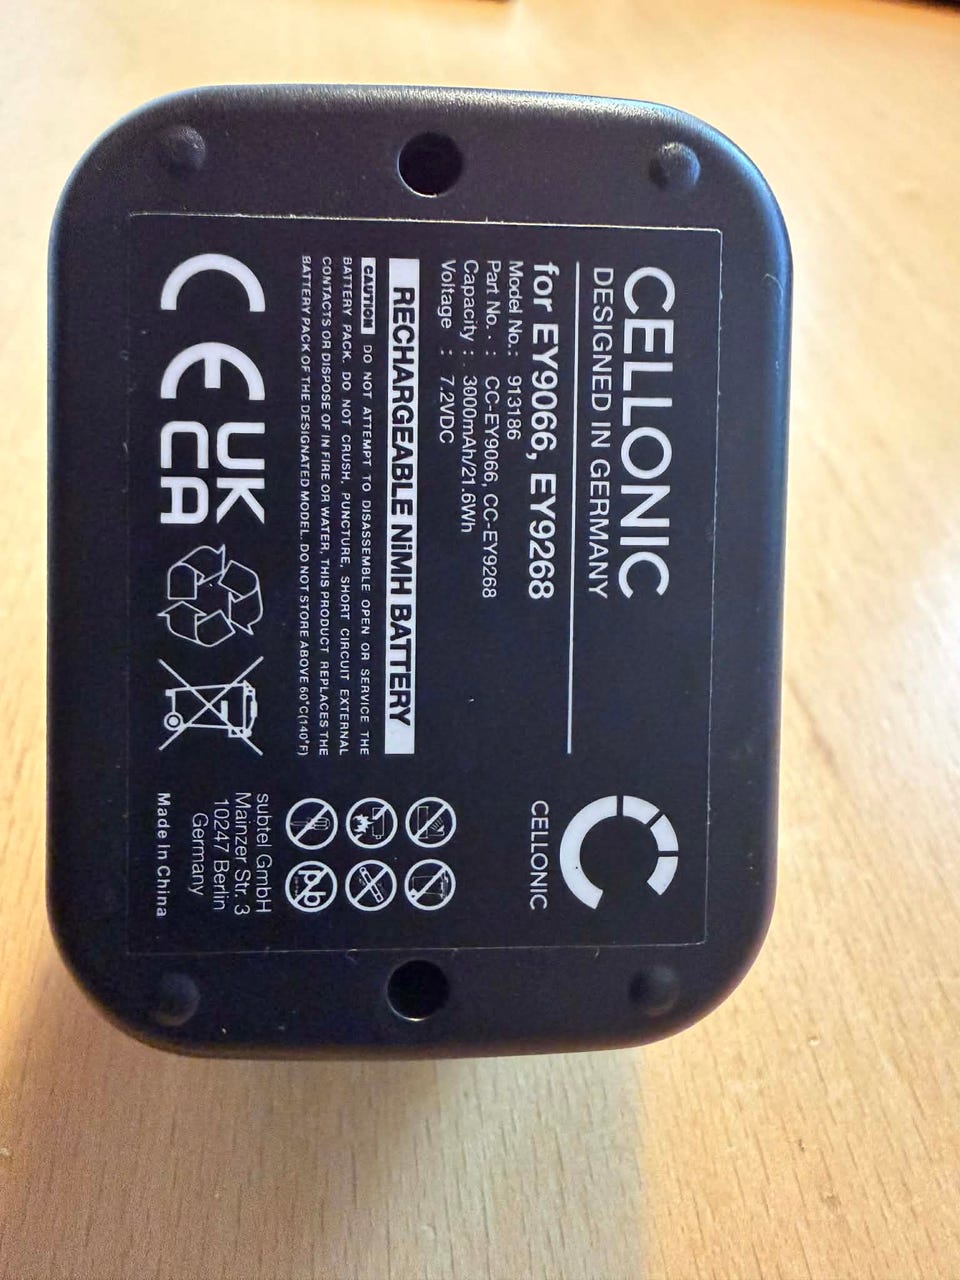 CELLONIC
DESIGNED IN GERMANY
for EY9066, EY9268
Model No.: 913186
Part No. : CC-EY9066, CC-EY9268
Capacity : 3000mAh/21.6Wh
Voltage : 7.2VDC
RECHARGEABLE NiMH BATTERY
CAUTION DO NOT ATTEMPT TO DISASSEMBLE OPEN OR SERVICE THE
BATTERY PACK. DO NOT CRUSH, PUNCTURE, SHORT CIRCUIT EXTERNAL
CONTACTS OR DISPOSE OF IN FIRE OR WATER, THIS PRODUCT REPLACES THE
BATTERY PACK OF THE DESIGNATED MODEL. DO NOT STORE ABOVE 60°C(140°F)
CE
UK
CA
CELLONIC
Pb
subtel GmbH
Mainzer Str. 3
10247 Berlin
Germany
Made In China